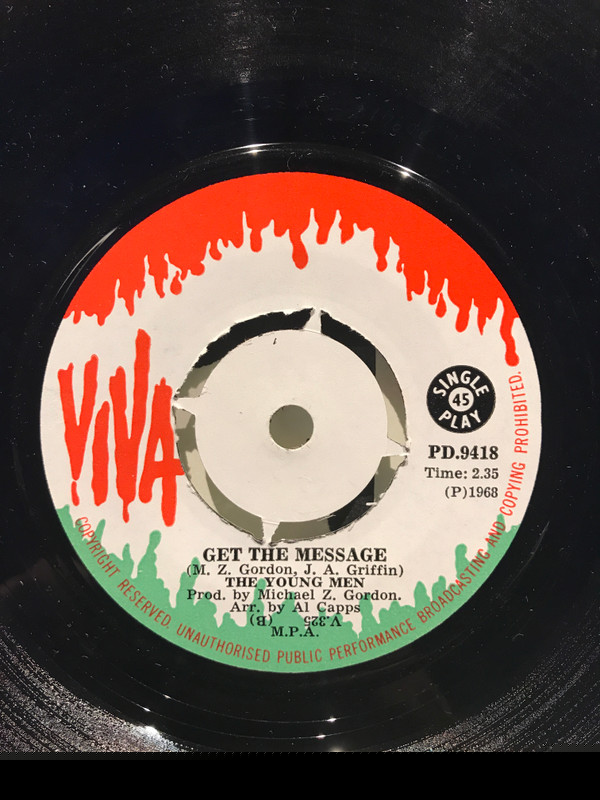 VIVA
SINGLE
45
PLAY
PD.9418
Time: 2.35
(P)1968
GET THE MESSAGE
(M. Z. Gordon, J. A. Griffin)
THE YOUNG MEN
Prod. by Michael Z. Gordon.
Arr. by Al Capps
V.325 (B)
M.P.A.
COPYRIGHT RESERVED. UNAUTHORISED PUBLIC PERFORMANCE BROADCASTING AND COPYING PROHIBITED.